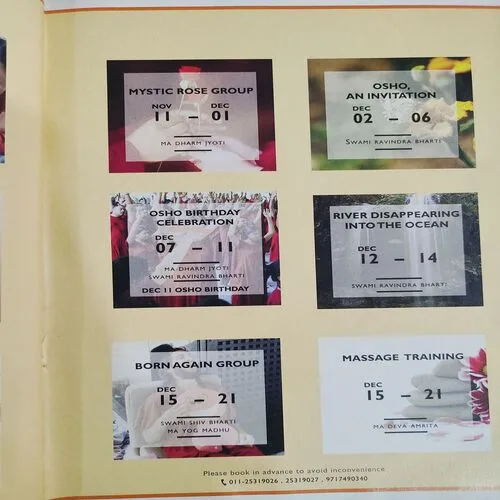 MYSTIC ROSE GROUP
NOV DEC
11 – 01
MA DHARM JYOTI
OSHO,
AN INVITATION
DEC
02 – 06
SWAMI RAVINDRA BHARTI
OSHO BIRTHDAY
CELEBRATION
DEC
07 – 11
MA DHARM JYOTI
SWAMI RAVINDRA BHARTI
DEC 11 OSHO BIRTHDAY
RIVER DISAPPEARING
INTO THE OCEAN
DEC
12 – 14
SWAMI RAVINDRA BHARTI
BORN AGAIN GROUP
DEC
15 – 21
SWAMI SHIV BHARTI
MA YOG MADHU
MASSAGE TRAINING
DEC
15 – 21
MA DEVA AMRITA
Please book in advance to avoid inconvenience
011-25319026 , 25319027 , 9717490340